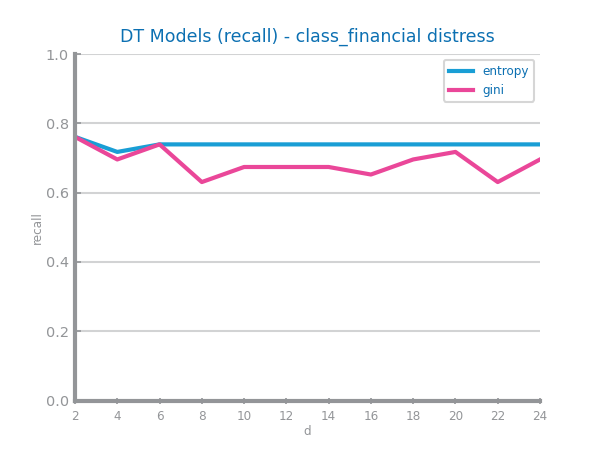 DT Models (recall) - class_financial distress
entropy
gini
recall
1.0
0.8
0.6
0.4
0.2
0.0
2 4 6 8 10 12 14 16 18 20 22 24
d